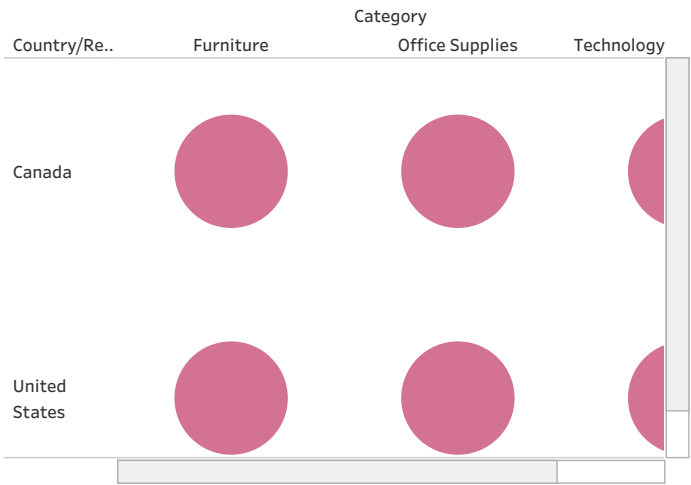 Category
Country/Re..
Furniture
Office Supplies
Technology
Canada
United
States